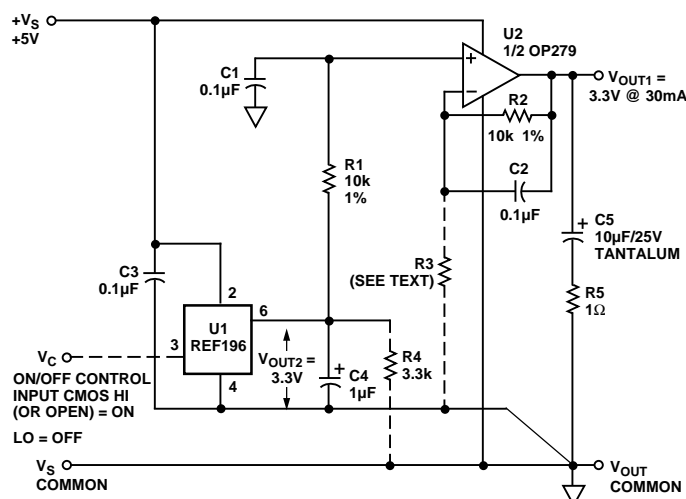 +VS
+5V
C1
0.1µF
U2
1/2 OP279
+
−
VOUT1 =
3.3V @ 30mA
R2
10k 1%
R1
10k
1%
C2
0.1µF
C5
+
10µF/25V
TANTALUM
R3
(SEE TEXT)
C3
0.1µF
2
U1
REF196
6
3
4
R5
1Ω
VOUT2 =
3.3V
+
C4
1µF
R4
3.3k
VC
ON/OFF CONTROL
INPUT CMOS HI
(OR OPEN) = ON
LO = OFF
VS
COMMON
VOUT
COMMON